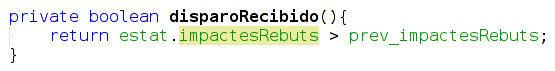 private boolean disparoRecibido(){
return estat.impactesRebuts > prev_impactesRebuts;
}